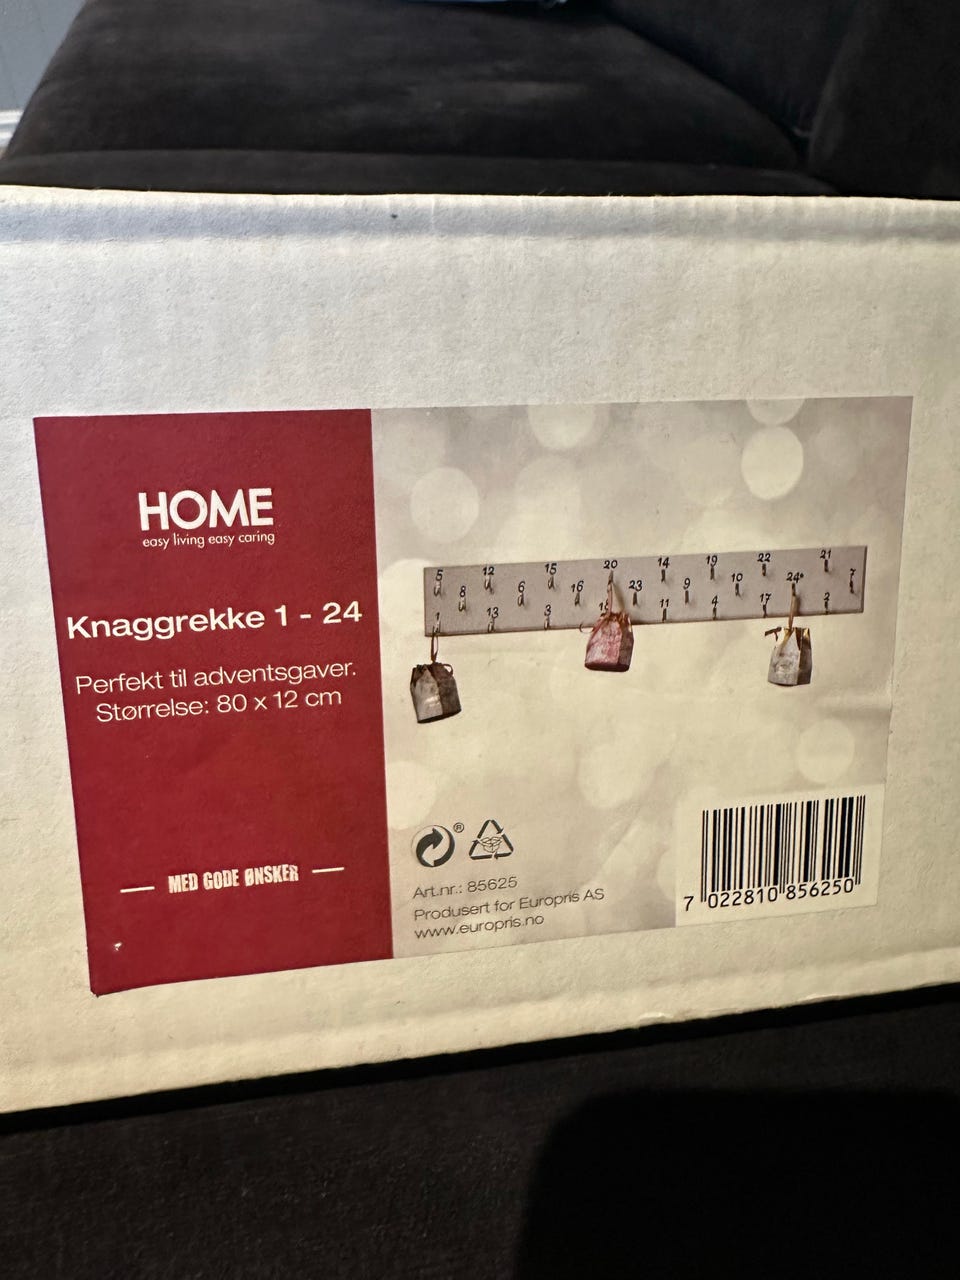 HOME
easy living easy caring
Knaggrekke 1 - 24
Perfekt til adventsgaver.
Størrelse: 80 x 12 cm
MED GODE ØNSKER
5 12 15 20 14 19 22 21
8 6 16 23 9 10 24 7
1 13 3 18 11 4 17 2
®
Art.nr.: 85625
Produsert for Europris AS
www.europris.no
7 022810 856250